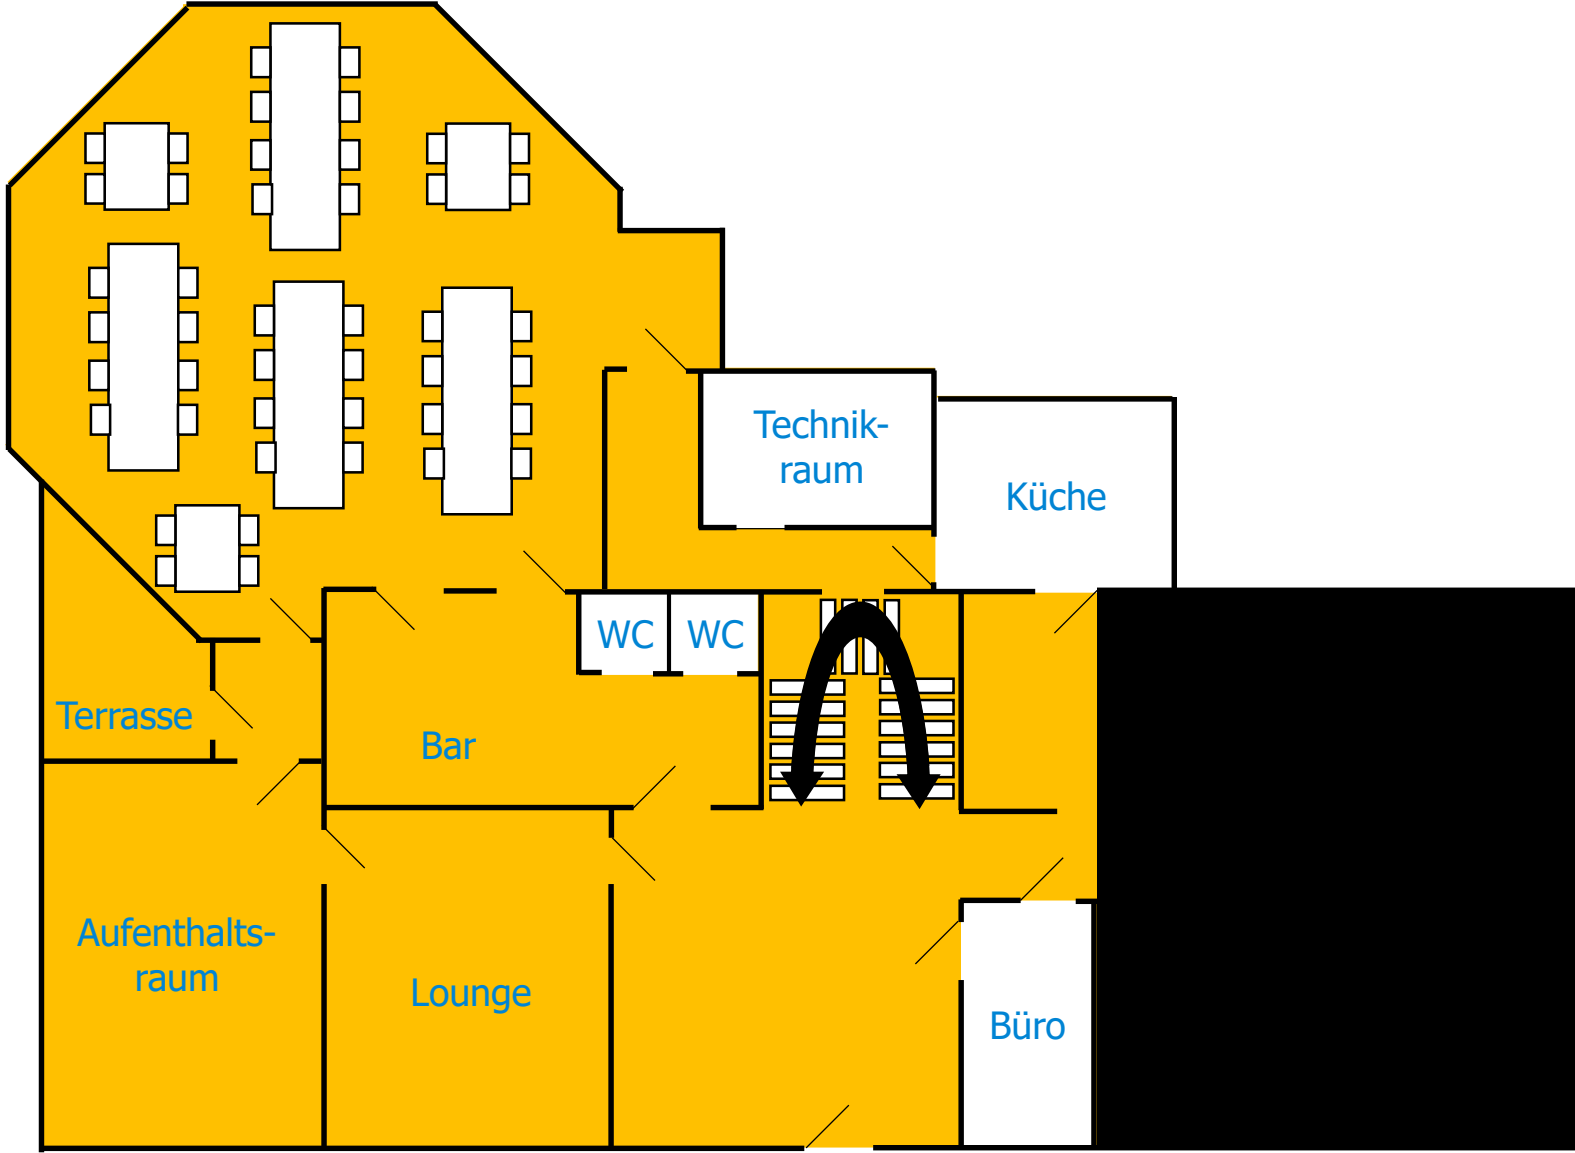 Technik-
raum
Küche
WC
WC
Terrasse
Bar
Aufenthalts-
raum
Lounge
Büro